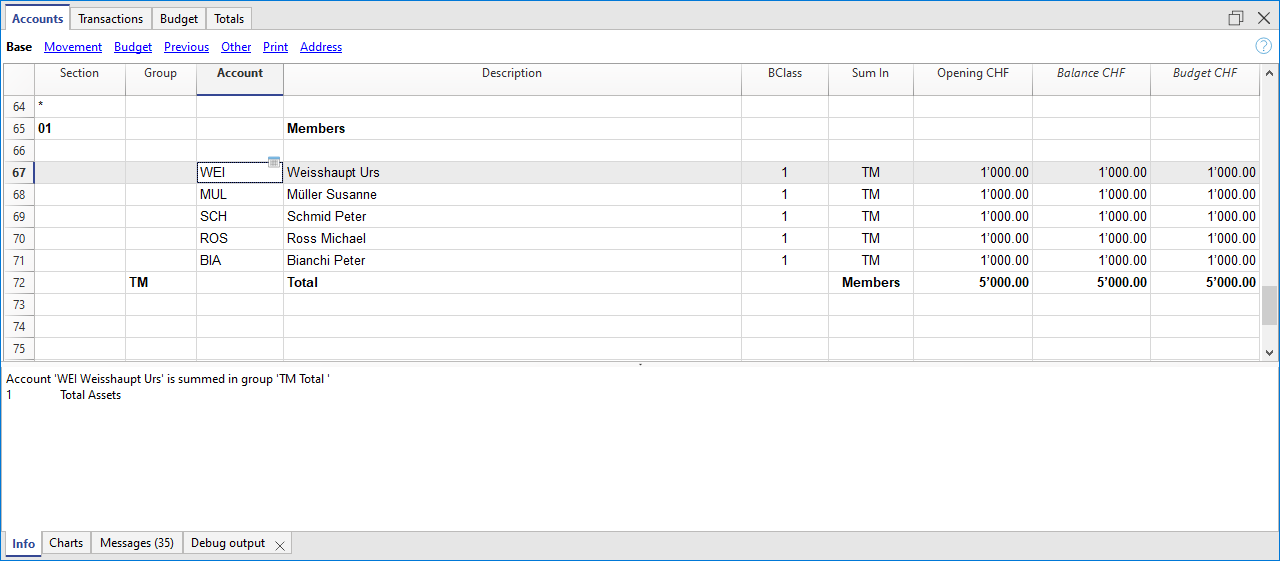 Accounts Transactions Budget Totals
Base Movement Budget Previous Other Print Address ?
Section Group Account Description BClass Sum In Opening CHF Balance CHF Budget CHF
64 *
65 01 Members
66
67 WEI Weisshaupt Urs 1 TM 1'000.00 1'000.00 1'000.00
68 MUL Müller Susanne 1 TM 1'000.00 1'000.00 1'000.00
69 SCH Schmid Peter 1 TM 1'000.00 1'000.00 1'000.00
70 ROS Ross Michael 1 TM 1'000.00 1'000.00 1'000.00
71 BIA Bianchi Peter 1 TM 1'000.00 1'000.00 1'000.00
72 TM Total Members 5'000.00 5'000.00 5'000.00
73
74
75
Account 'WEI Weisshaupt Urs' is summed in group 'TM Total '
1 Total Assets
Info Charts Messages (35) Debug output